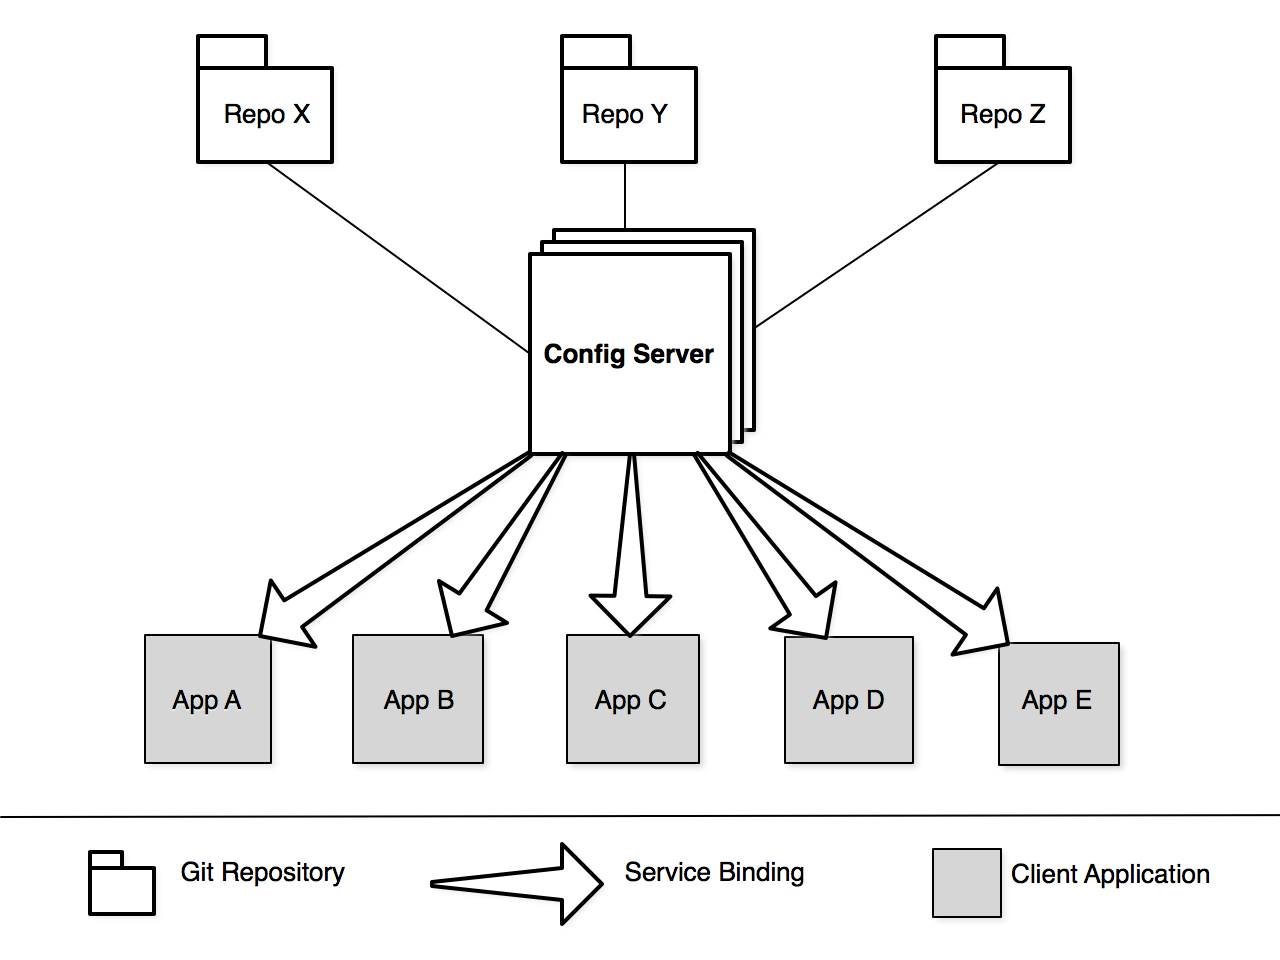 Repo X
Repo Y
Repo Z
Config Server
App A
App B
App C
App D
App E
Git Repository
Service Binding
Client Application